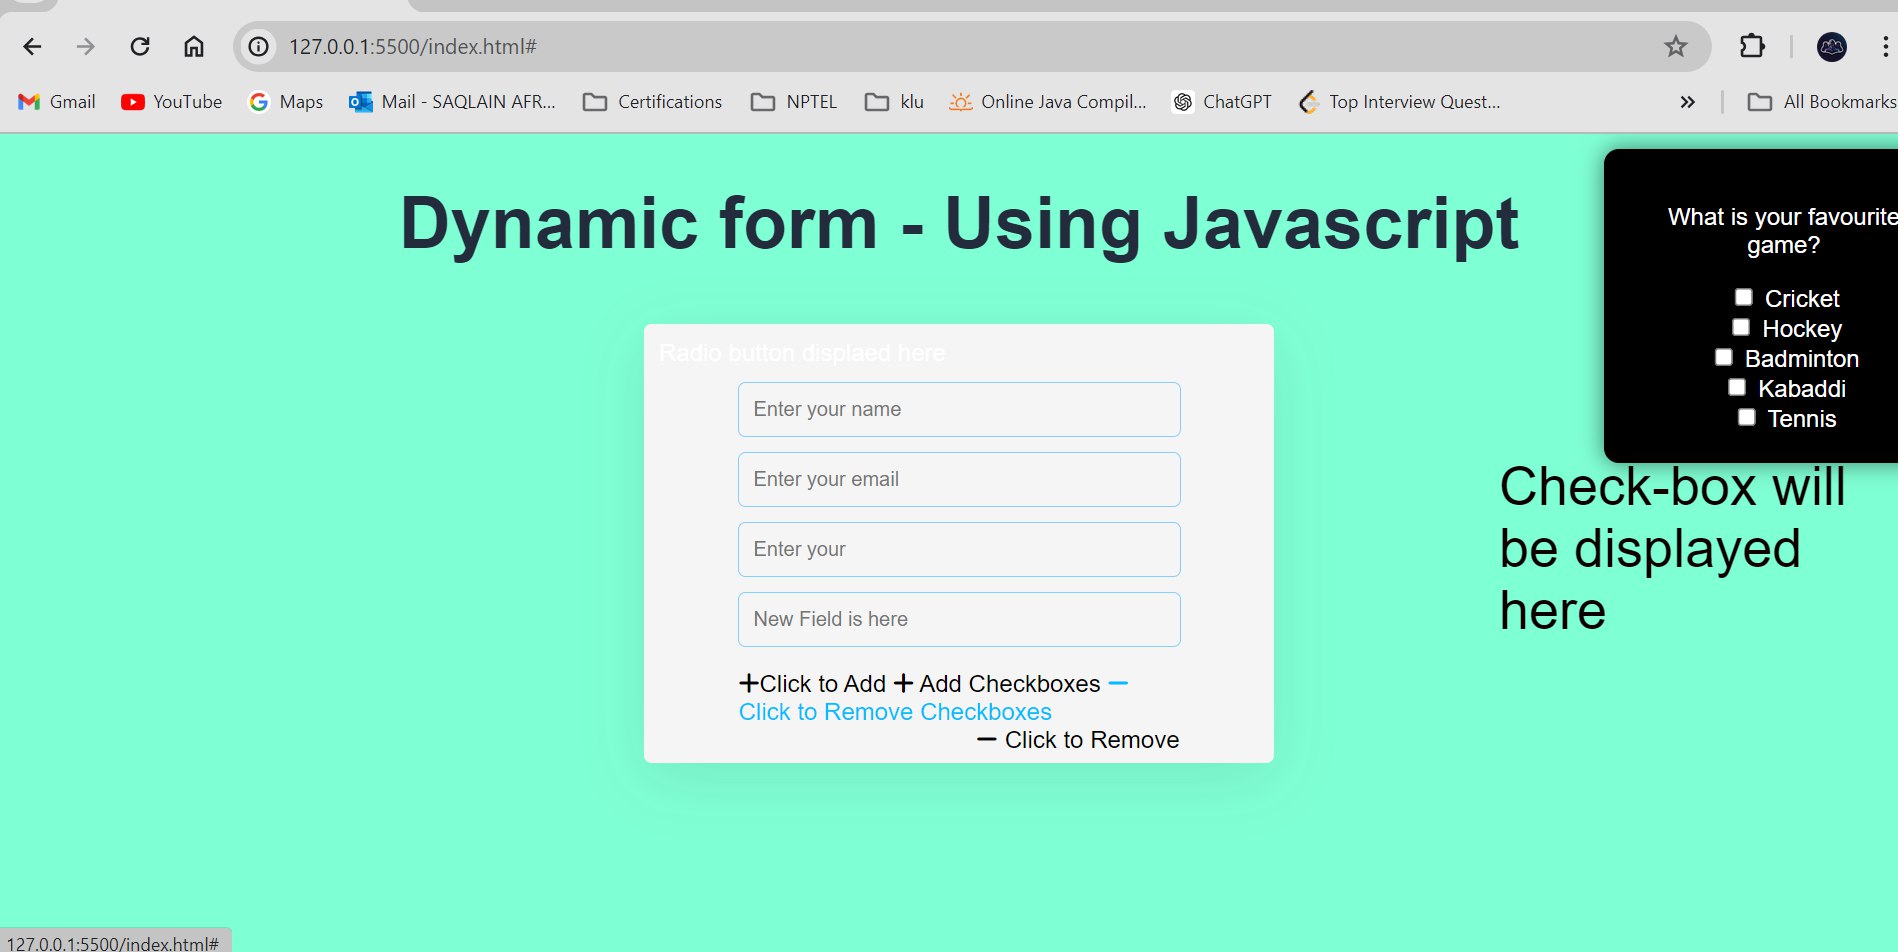 127.0.0.1:5500/index.html#
Gmail YouTube Maps Mail - SAQLAIN AFR... Certifications NPTEL klu Online Java Compil... ChatGPT Top Interview Quest... » All Bookmarks
Dynamic form - Using Javascript
What is your favourite
game?
Cricket
Hockey
Badminton
Kabaddi
Tennis
Radio button displaed here
Enter your name
Enter your email
Enter your
New Field is here
+Click to Add + Add Checkboxes −
Click to Remove Checkboxes
− Click to Remove
Check-box will
be displayed
here
127.0.0.1:5500/index.html#